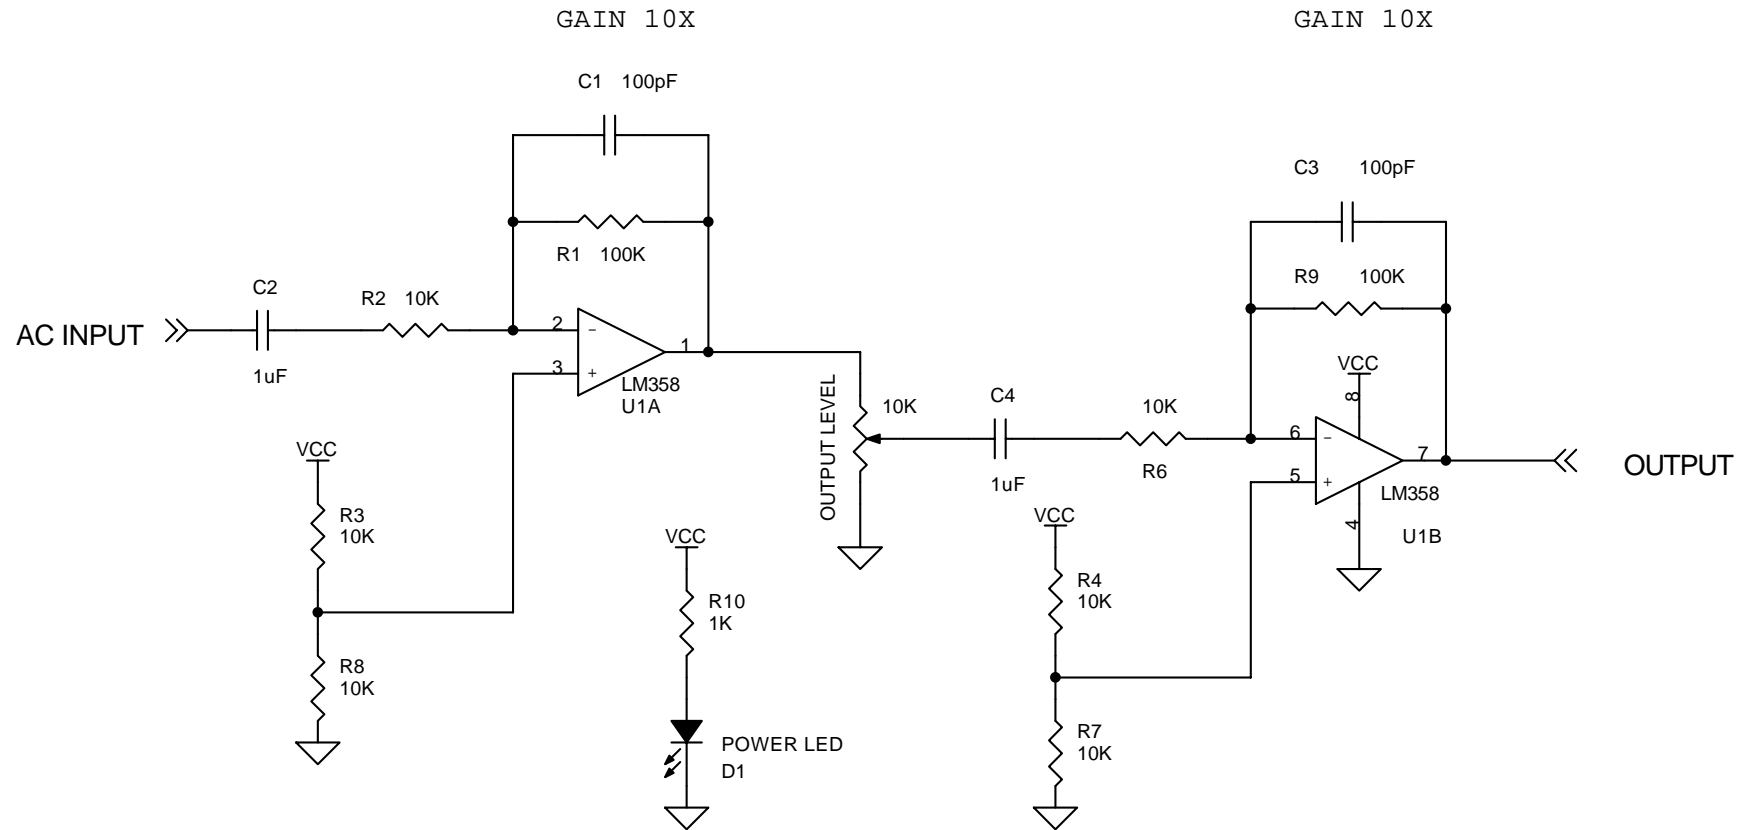 GAIN 10X
GAIN 10X
C1 100pF
C3 100pF
R1 100K
R9 100K
C2
R2 10K
AC INPUT
1uF
2
-
3
+
1
LM358
U1A
VCC
R3
10K
R8
10K
OUTPUT LEVEL
10K
C4
1uF
10K
R6
VCC
8
6
-
5
+
7
4
LM358
U1B
OUTPUT
VCC
R10
1K
POWER LED
D1
VCC
R4
10K
R7
10K